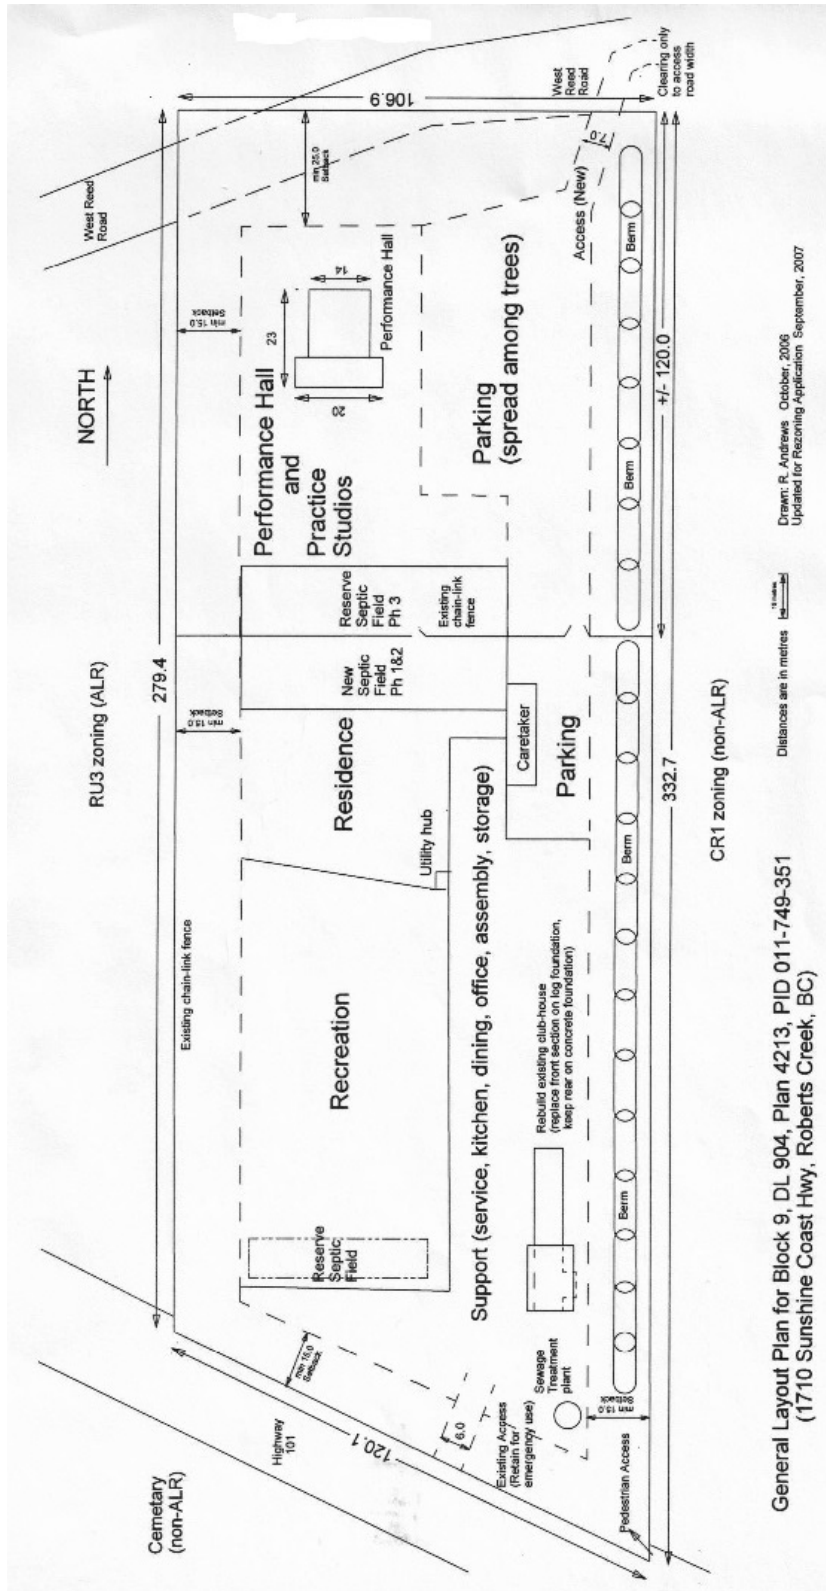 Cemetary
(non-ALR)
RU3 zoning (ALR)
NORTH
West Reed
Road
279.4
106.9
West
Reed
Road
Clearing only
to access
road width
Highway
101
120.1
min 15.0
Setback
Existing chain-link fence
min 15.0
Setback
min 15.0
Setback
min 25.0
Setback
Reserve
Septic
Field
Recreation
Residence
Utility hub
New
Septic
Field
Ph 1&2
Reserve
Septic
Field
Ph 3
Existing
chain-link
fence
Performance Hall
and
Practice
Studios
20
23
14
Performance Hall
Parking
(spread among trees)
Access (New)
7.0
Support (service, kitchen, dining, office, assembly, storage)
Caretaker
Parking
Rebuild existing club-house
(replace front section on log foundation,
keep rear on concrete foundation)
Sewage
Treatment
plant
Existing Access
(Retain for
emergency use)
6.0
min 15.0
Setback
Pedestrian Access
Berm
Berm
Berm
Berm
+/- 120.0
332.7
CR1 zoning (non-ALR)
General Layout Plan for Block 9, DL 904, Plan 4213, PID 011-749-351
(1710 Sunshine Coast Hwy, Roberts Creek, BC)
Distances are in metres
Drawn: R. Andrews October, 2006
Updated for Rezoning Application September, 2007